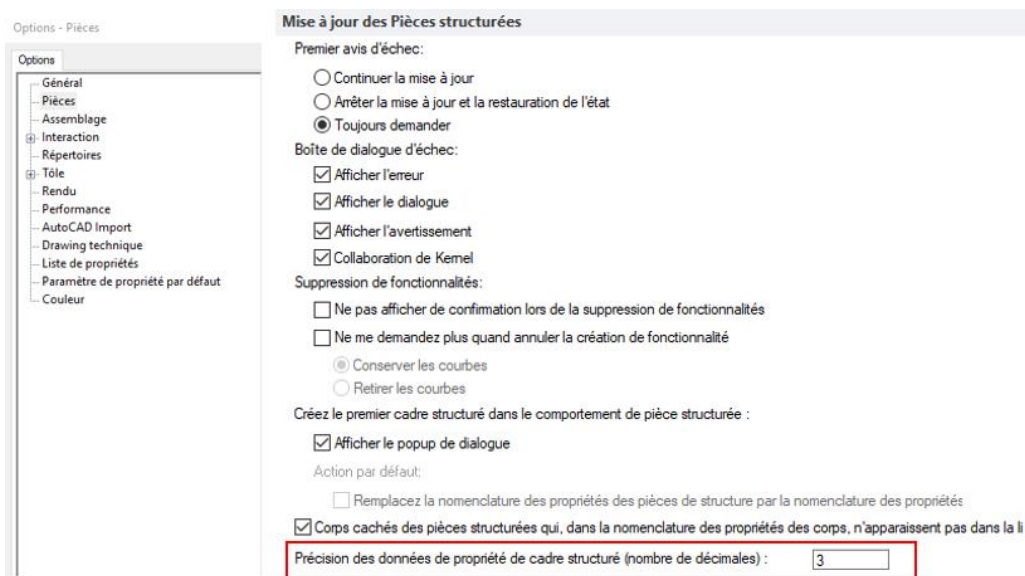 Options - Pièces
Options
Général
Pièces
Assemblage
Interaction
Répertoires
Tôle
Rendu
Performance
AutoCAD Import
Drawing technique
Liste de propriétés
Paramètre de propriété par défaut
Couleur
Mise à jour des Pièces structurées
Premier avis d'échec:
Continuer la mise à jour
Arrêter la mise à jour et la restauration de l'état
Toujours demander
Boîte de dialogue d'échec:
Afficher l'erreur
Afficher le dialogue
Afficher l'avertissement
Collaboration de Kernel
Suppression de fonctionnalités:
Ne pas afficher de confirmation lors de la suppression de fonctionnalités
Ne me demandez plus quand annuler la création de fonctionnalité
Conserver les courbes
Retirer les courbes
Créez le premier cadre structuré dans le comportement de pièce structurée :
Afficher le popup de dialogue
Action par défaut:
Remplacez la nomenclature des propriétés des pièces de structure par la nomenclature des propriétés
Corps cachés des pièces structurées qui, dans la nomenclature des propriétés des corps, n'apparaissent pas dans la li
Précision des données de propriété de cadre structuré (nombre de décimales) : 3